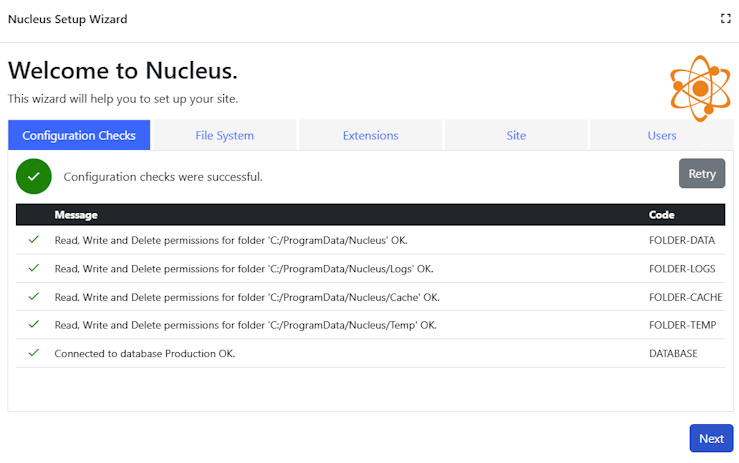 Nucleus Setup Wizard
Welcome to Nucleus.
This wizard will help you to set up your site.
Configuration Checks File System Extensions Site Users
Configuration checks were successful. Retry
Message Code
Read, Write and Delete permissions for folder 'C:/ProgramData/Nucleus' OK. FOLDER-DATA
Read, Write and Delete permissions for folder 'C:/ProgramData/Nucleus/Logs' OK. FOLDER-LOGS
Read, Write and Delete permissions for folder 'C:/ProgramData/Nucleus/Cache' OK. FOLDER-CACHE
Read, Write and Delete permissions for folder 'C:/ProgramData/Nucleus/Temp' OK. FOLDER-TEMP
Connected to database Production OK. DATABASE
Next